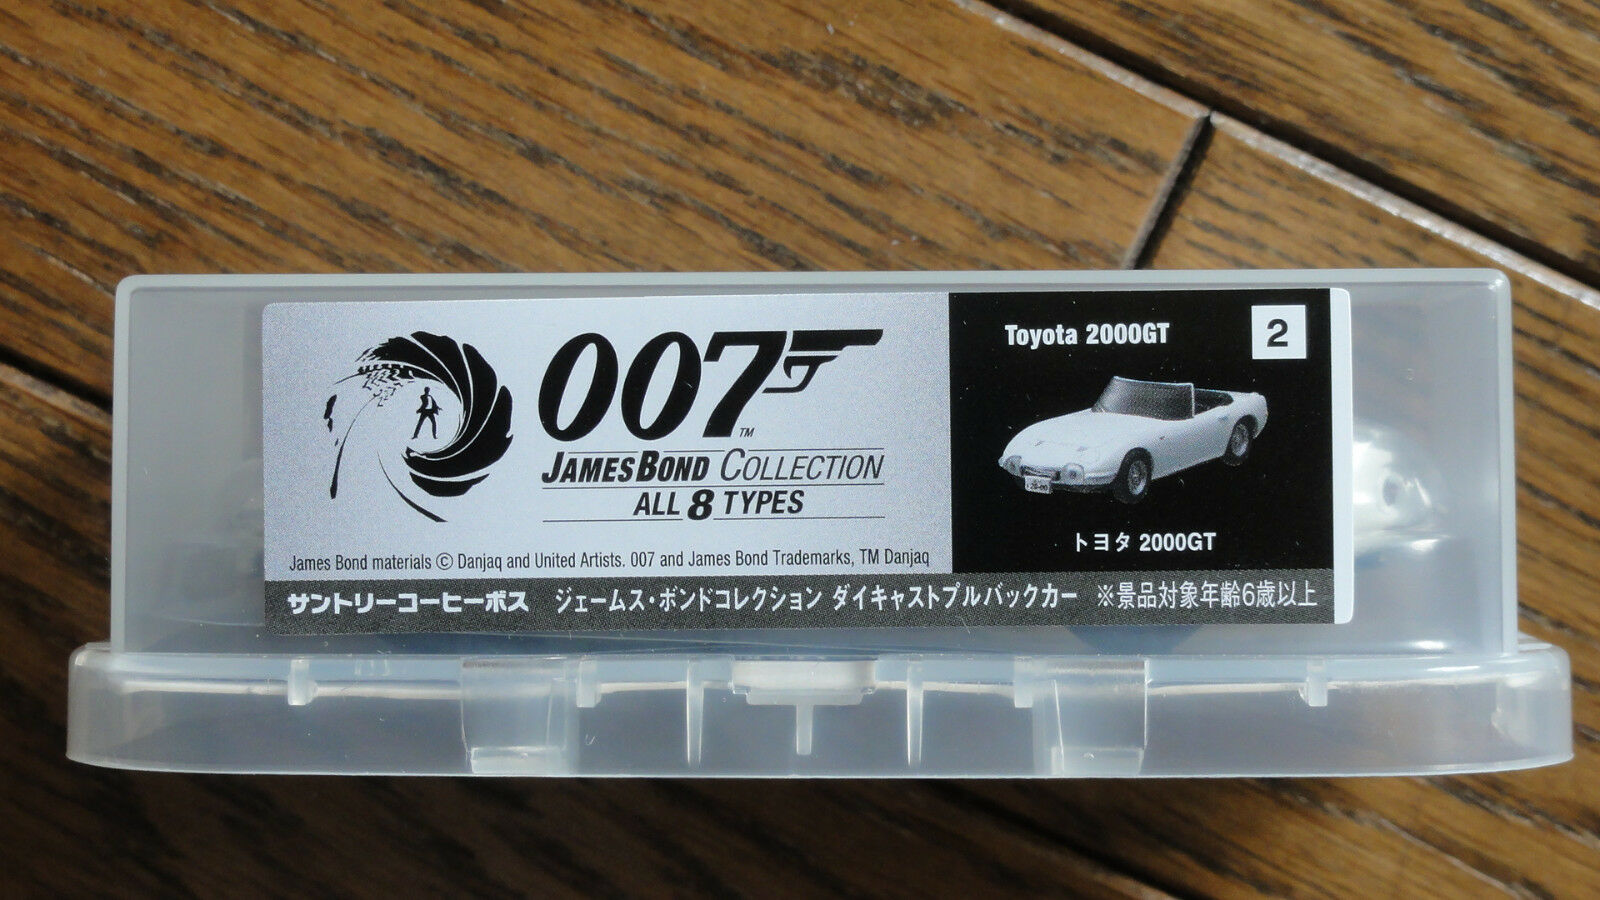 007
TM
JAMES BOND COLLECTION
ALL 8 TYPES
James Bond materials © Danjaq and United Artists. 007 and James Bond Trademarks, TM Danjaq
Toyota 2000GT
2
トヨタ 2000GT
サントリーコーヒーボス ジェームス・ボンドコレクション ダイキャストプルバックカー ※景品対象年齢6歳以上